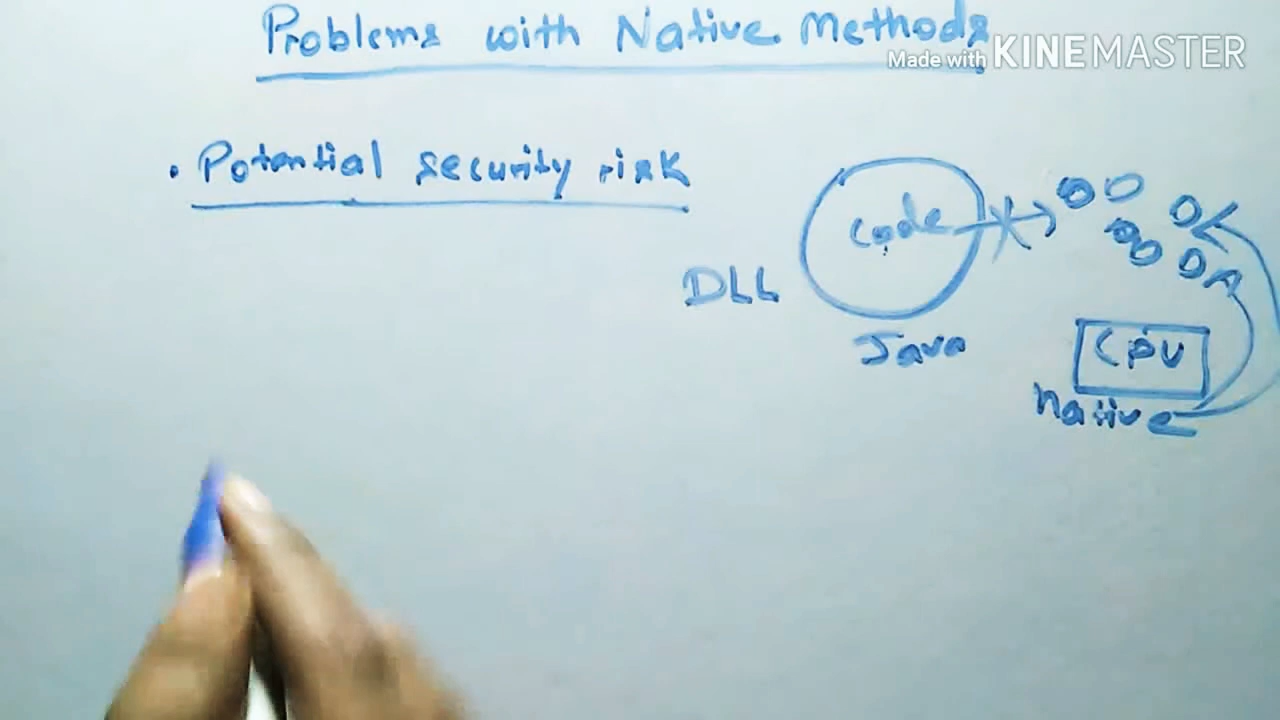 Problems with Native Methods
Made with KINEMASTER
. Potential security risk
code
DLL
Java
CPU
Native